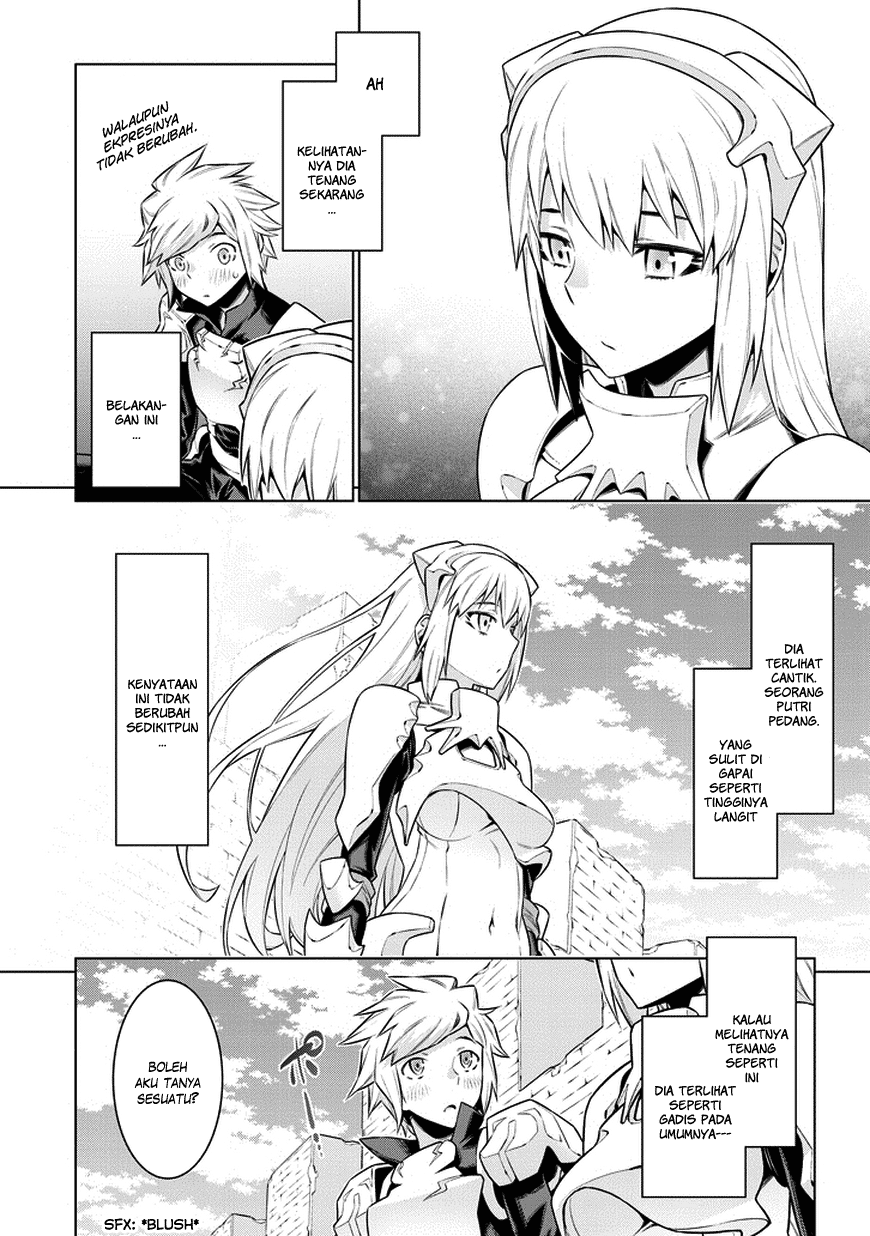 AH
KELIHATAN-
NYA DIA
TENANG
SEKARANG
...
WALAUPUN
EKPRESINYA
TIDAK BERUBAH.
BELAKAN-
GAN INI
...
DIA
TERLIHAT
CANTIK.
SEORANG
PUTRI
PEDANG.
YANG
SULIT DI
GAPAI
SEPERTI
TINGGINYA
LANGIT
KENYATAAN
INI TIDAK
BERUBAH
SEDIKITPUN
...
KALAU
MELIHATNYA
TENANG
SEPERTI
INI
DIA TERLIHAT
SEPERTI
GADIS PADA
UMUMNYA---
BOLEH
AKU TANYA
SESUATU?
SFX: *BLUSH*